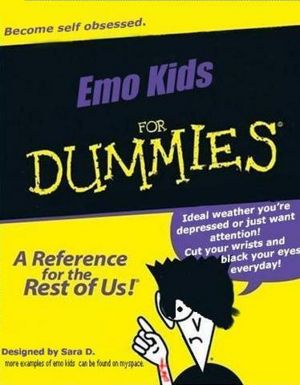 Become self obsessed.
Emo Kids
FOR
DUMMIES®
Ideal weather you're
depressed or just want
attention!
Cut your wrists and
black your eyes
everyday!
A Reference
for the
Rest of Us!®
Designed by Sara D.
more examples of emo kids can be found on myspace.